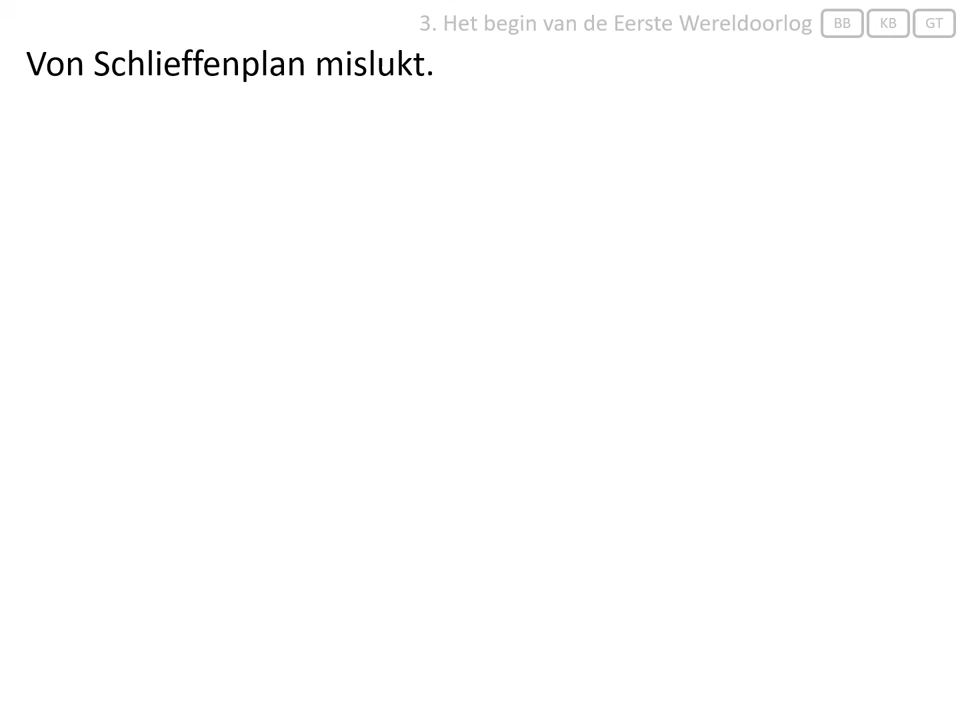 3. Het begin van de Eerste Wereldoorlog BB KB GT
Von Schlieffenplan mislukt.